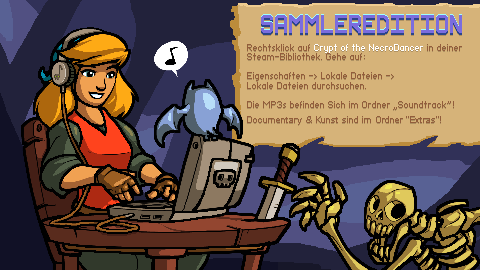 SAMMLEREDITION
Rechtsklick auf Crypt of the NecroDancer in deiner
Steam-Bibliothek. Gehe auf:
Eigenschaften -> Lokale Dateien ->
Lokale Dateien durchsuchen.
Die MP3s befinden Sich im Ordner „Soundtrack"!
Documentary & Kunst sind im Ordner "Extras"!